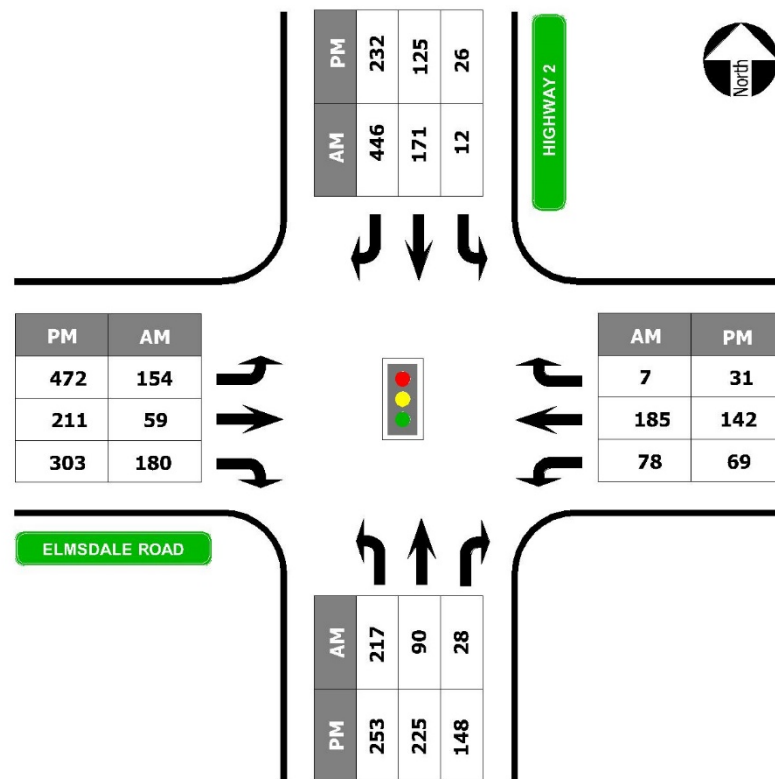 PM 232 125 26
AM 446 171 12
HIGHWAY 2
North
PM AM
472 154
211 59
303 180
AM PM
7 31
185 142
78 69
ELMSDALE ROAD
AM 217 90 28
PM 253 225 148